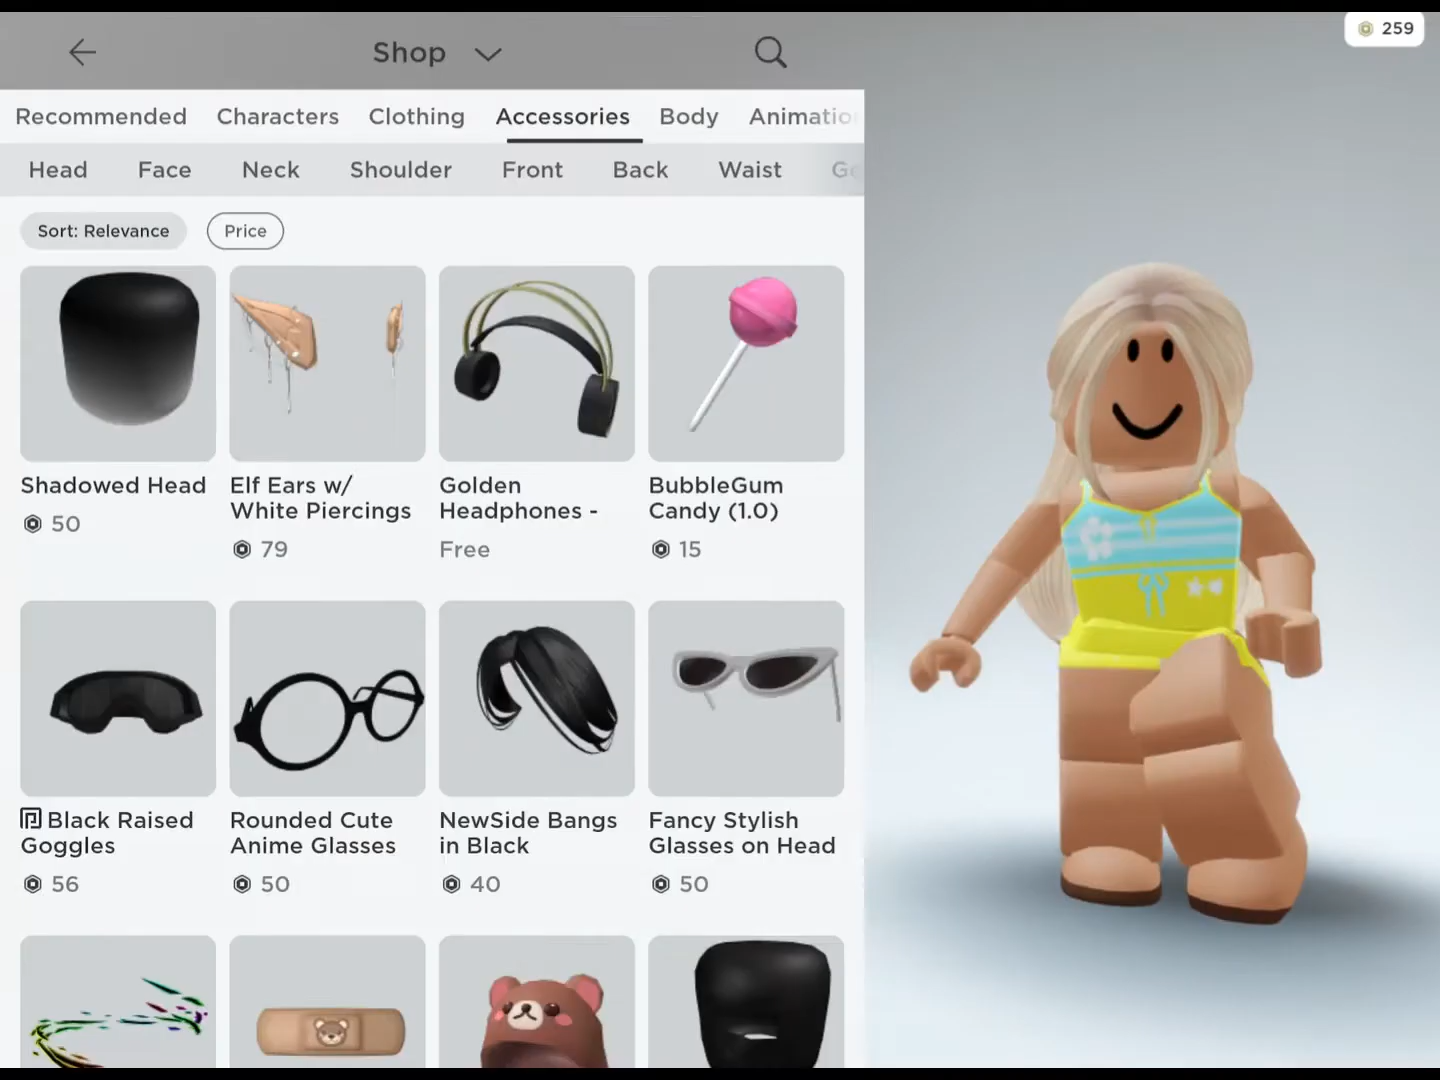 Shop
259
Recommended Characters Clothing Accessories Body Animatio
Head Face Neck Shoulder Front Back Waist
Sort: Relevance Price
Shadowed Head
50
Elf Ears w/
White Piercings
79
Golden
Headphones -
Free
BubbleGum
Candy (1.0)
15
Black Raised
Goggles
56
Rounded Cute
Anime Glasses
50
NewSide Bangs
in Black
40
Fancy Stylish
Glasses on Head
50